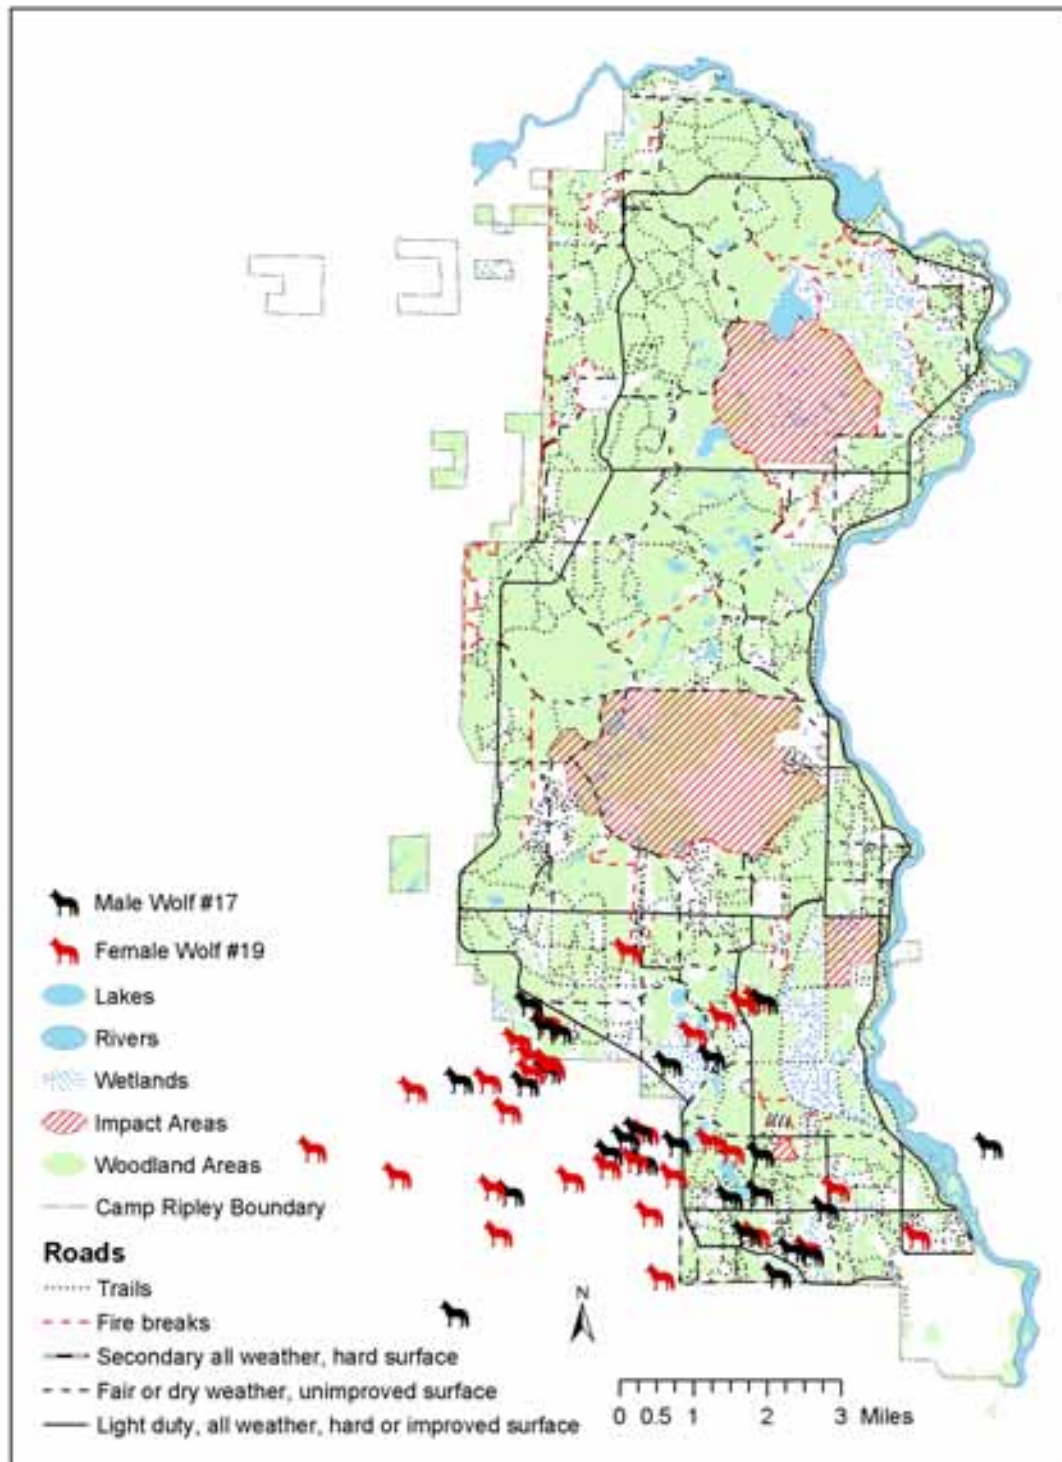 Male Wolf #17
Female Wolf #19
Lakes
Rivers
Wetlands
Impact Areas
Woodland Areas
Camp Ripley Boundary
Roads
Trails
Fire breaks
Secondary all weather, hard surface
Fair or dry weather, unimproved surface
Light duty, all weather, hard or improved surface
N
0 0.5 1 2 3 Miles